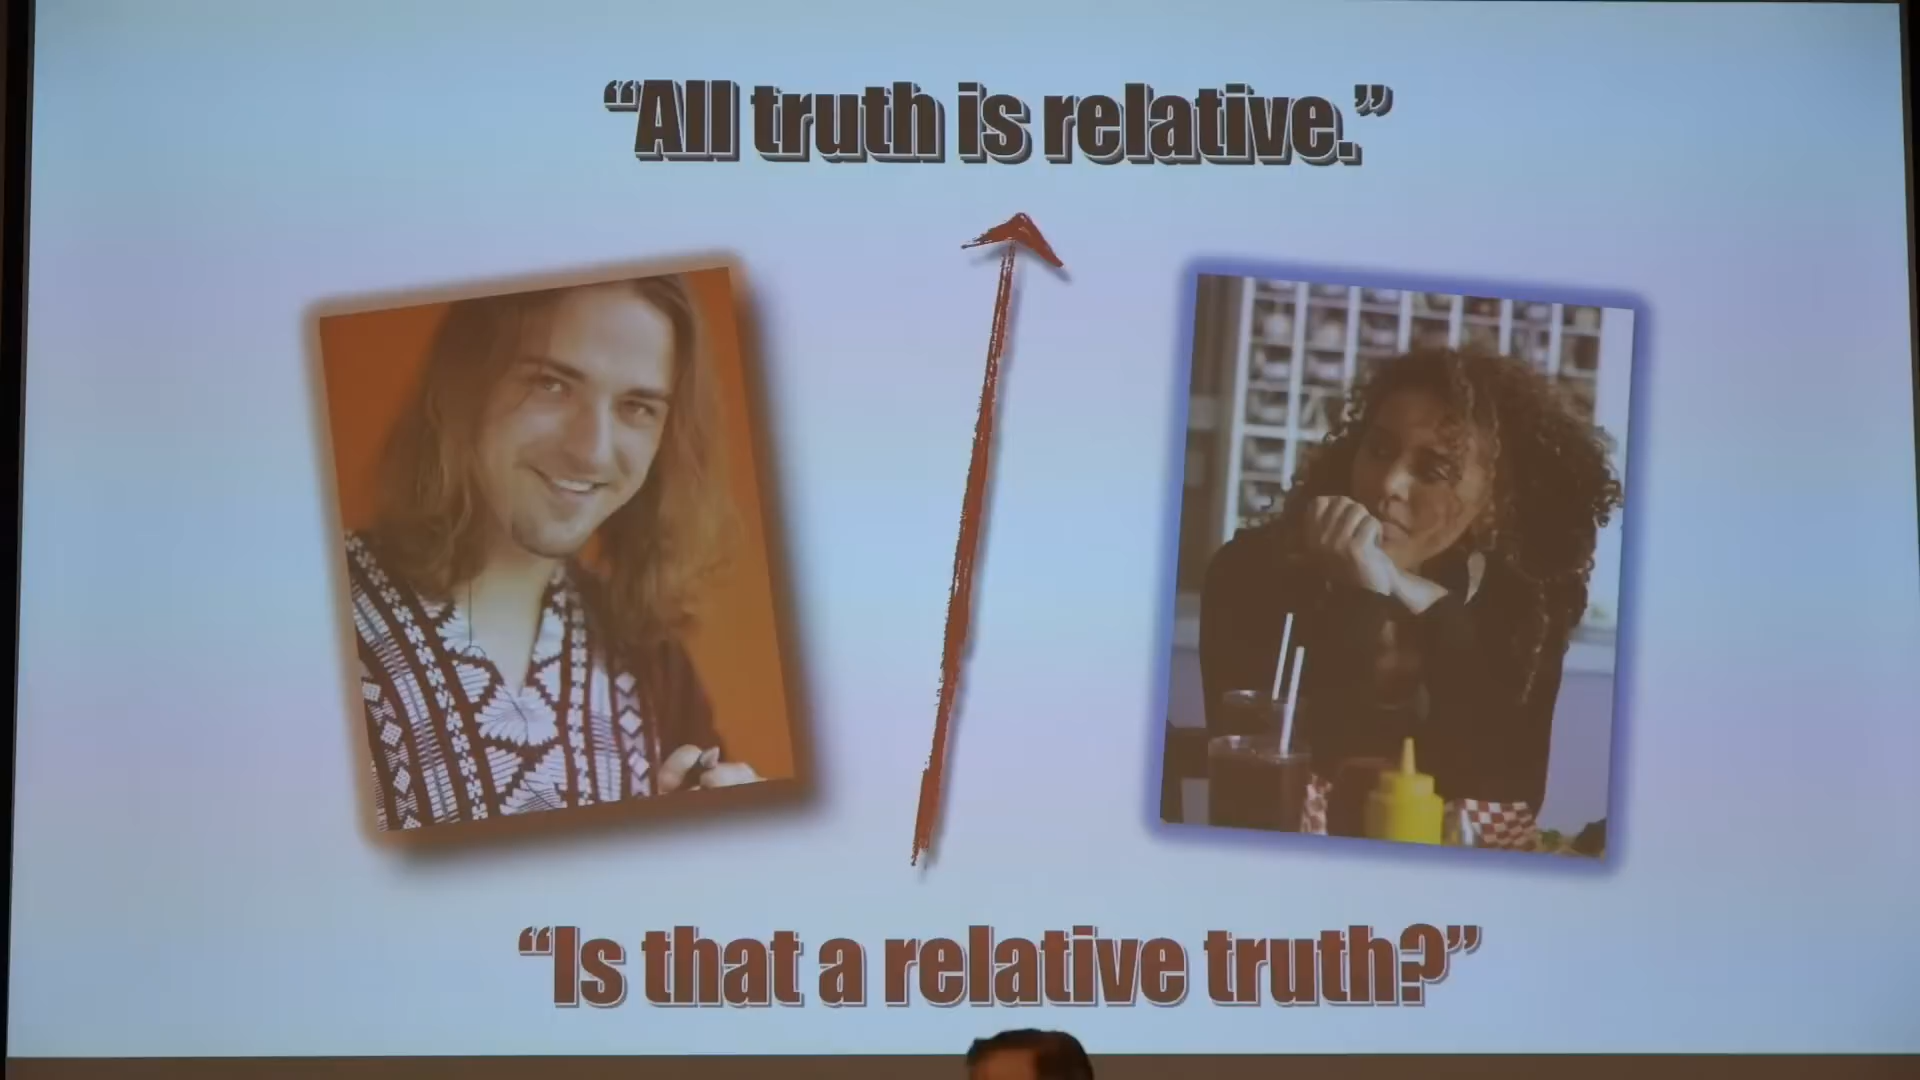 “All truth is relative.”
“Is that a relative truth?”